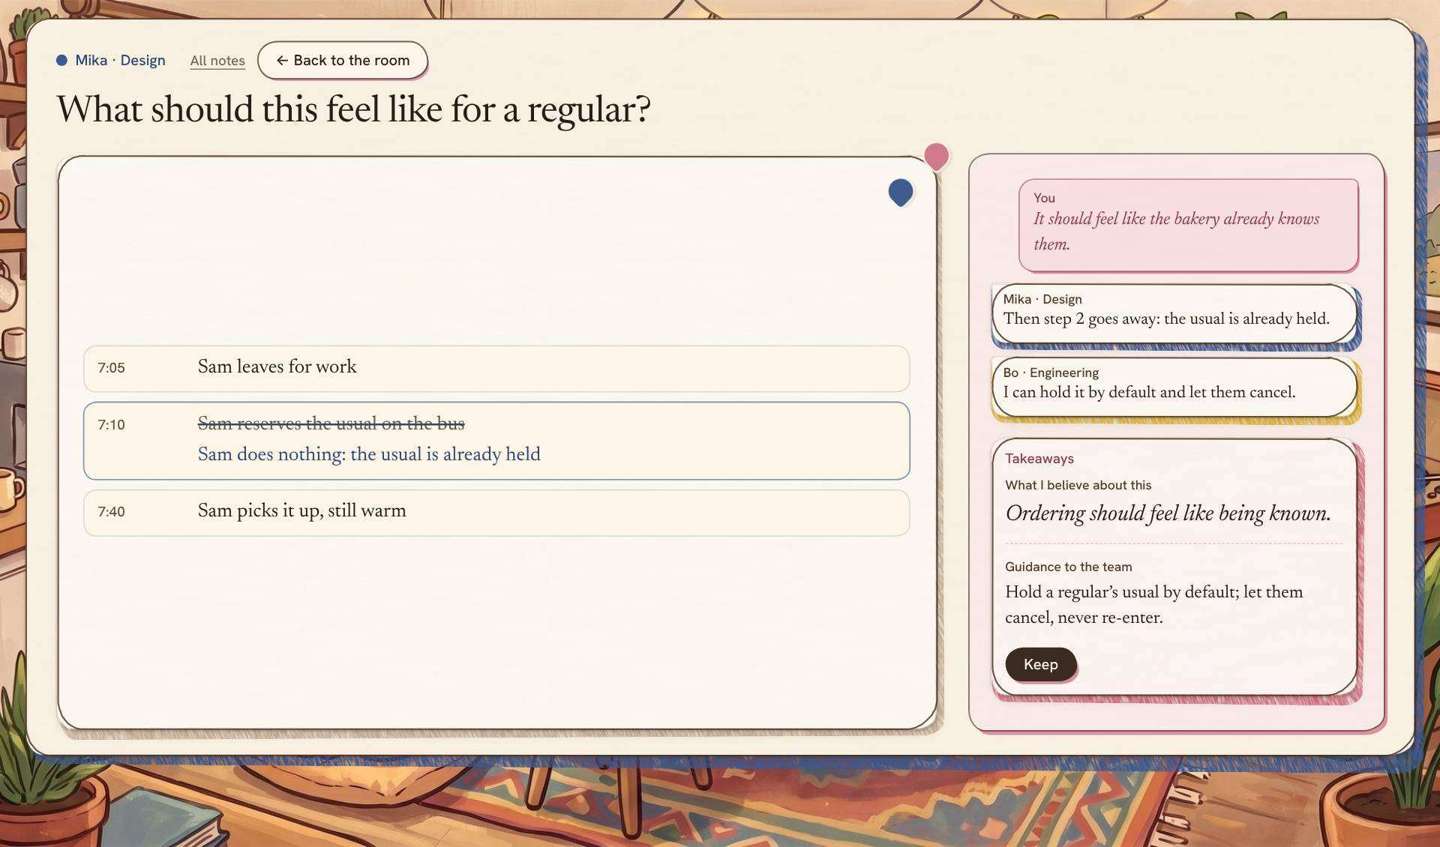 Mika · Design
All notes
← Back to the room
What should this feel like for a regular?
7:05
Sam leaves for work
7:10
Sam reserves the usual on the bus
Sam does nothing: the usual is already held
7:40
Sam picks it up, still warm
You
It should feel like the bakery already knows
them.
Mika · Design
Then step 2 goes away: the usual is already held.
Bo · Engineering
I can hold it by default and let them cancel.
Takeaways
What I believe about this
Ordering should feel like being known.
Guidance to the team
Hold a regular’s usual by default; let them
cancel, never re-enter.
Keep